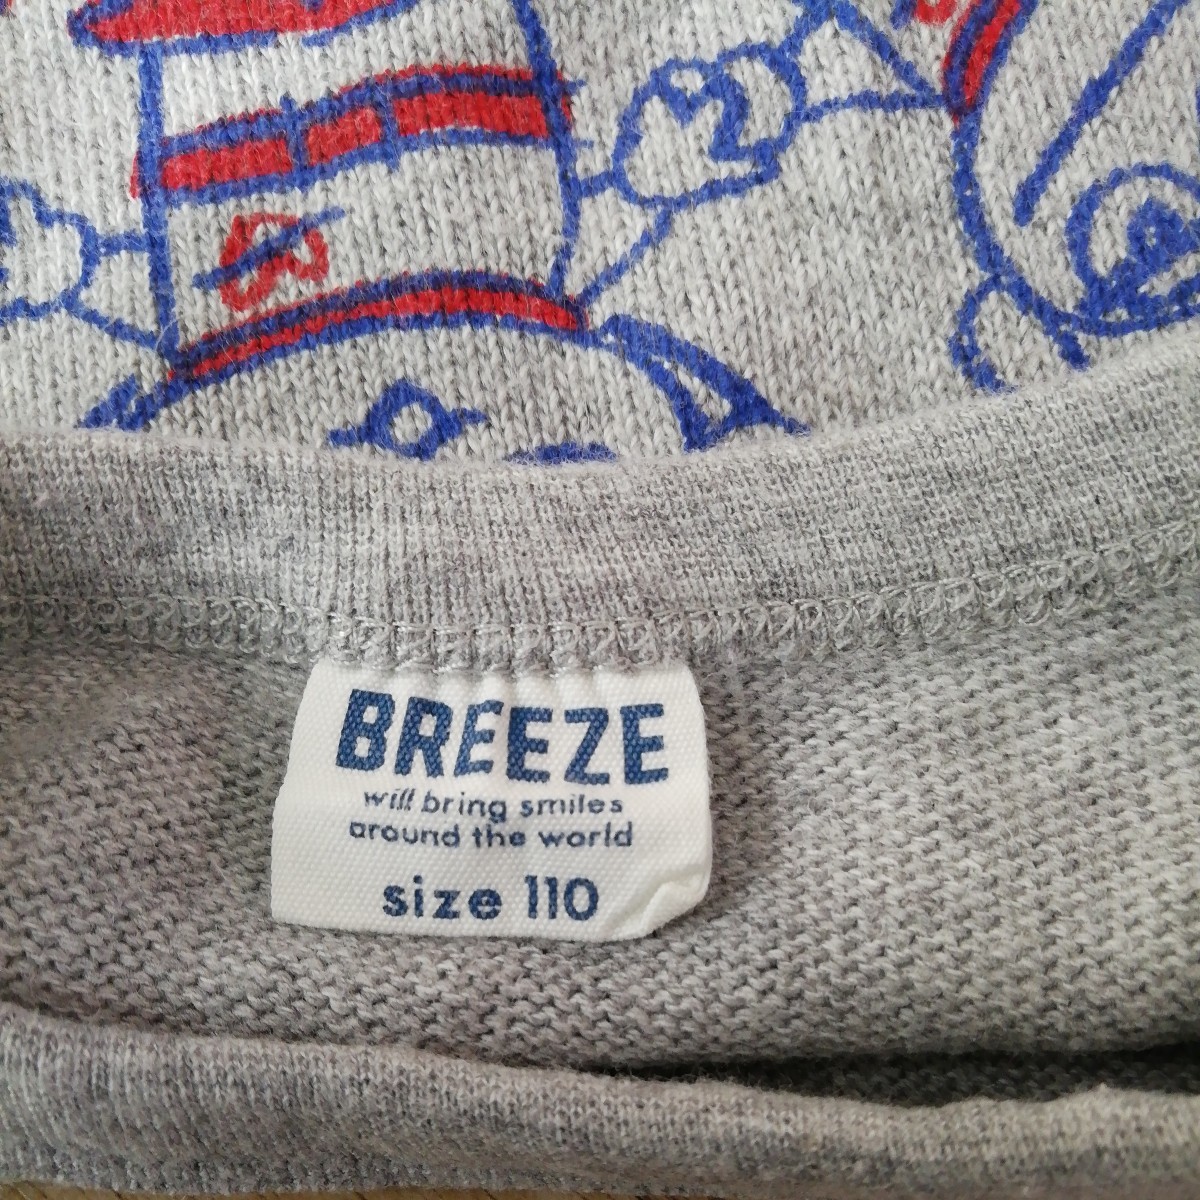 BREEZE
will bring smiles
around the world
size 110